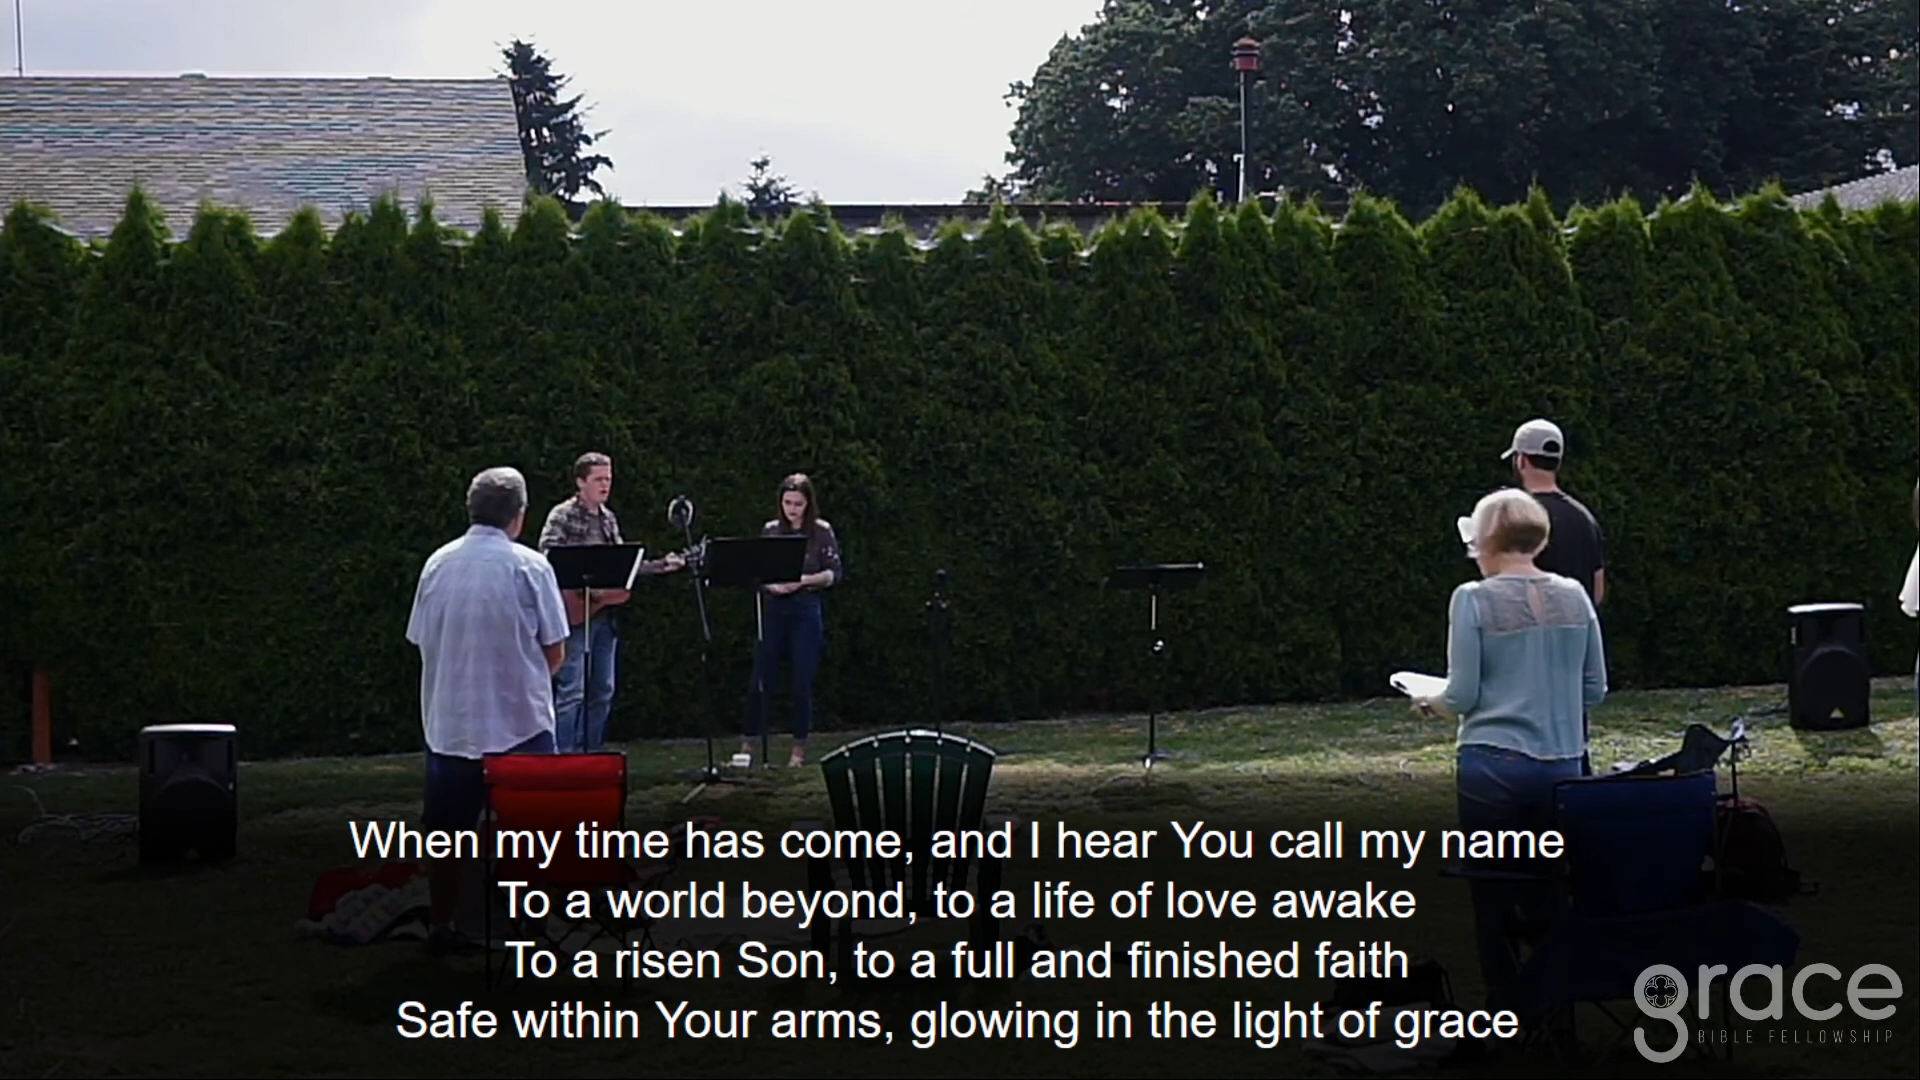 When my time has come, and I hear You call my name
To a world beyond, to a life of love awake
To a risen Son, to a full and finished faith
Safe within Your arms, glowing in the light of grace
grace
BIBLE FELLOWSHIP